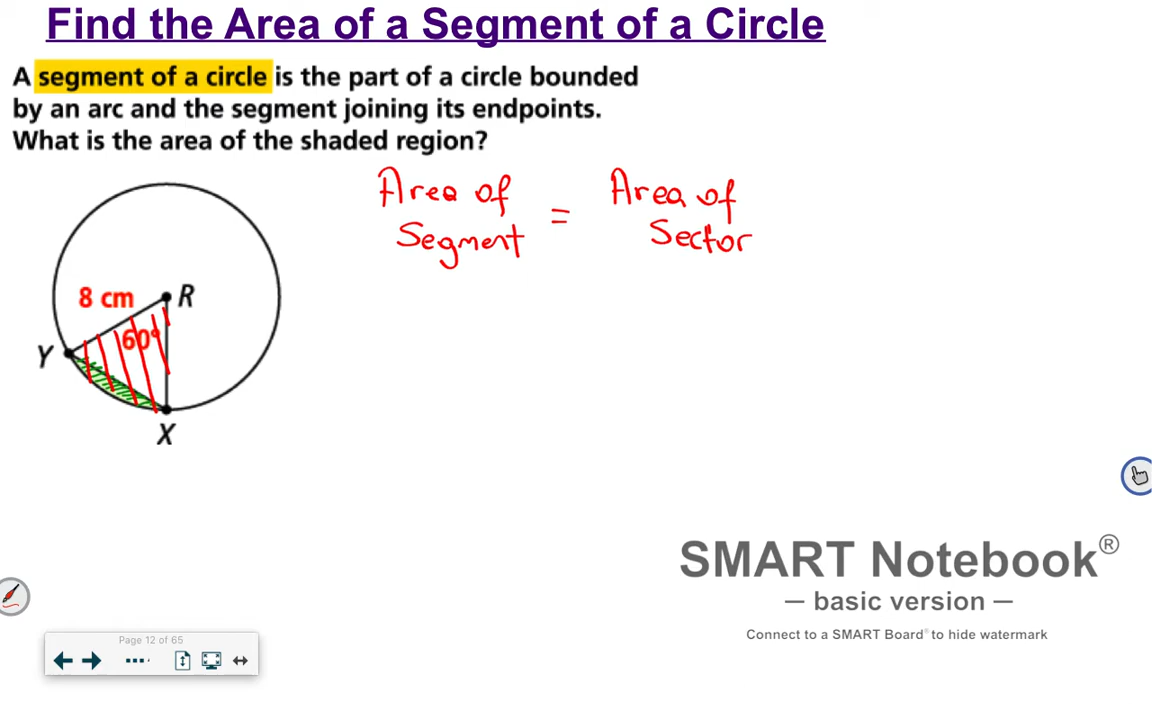 Find the Area of a Segment of a Circle
A segment of a circle is the part of a circle bounded
by an arc and the segment joining its endpoints.
What is the area of the shaded region?
Area of
Segment
=
Area of
Sector
8 cm
R
60°
Y
X
SMART Notebook®
— basic version —
Connect to a SMART Board® to hide watermark
Page 12 of 65